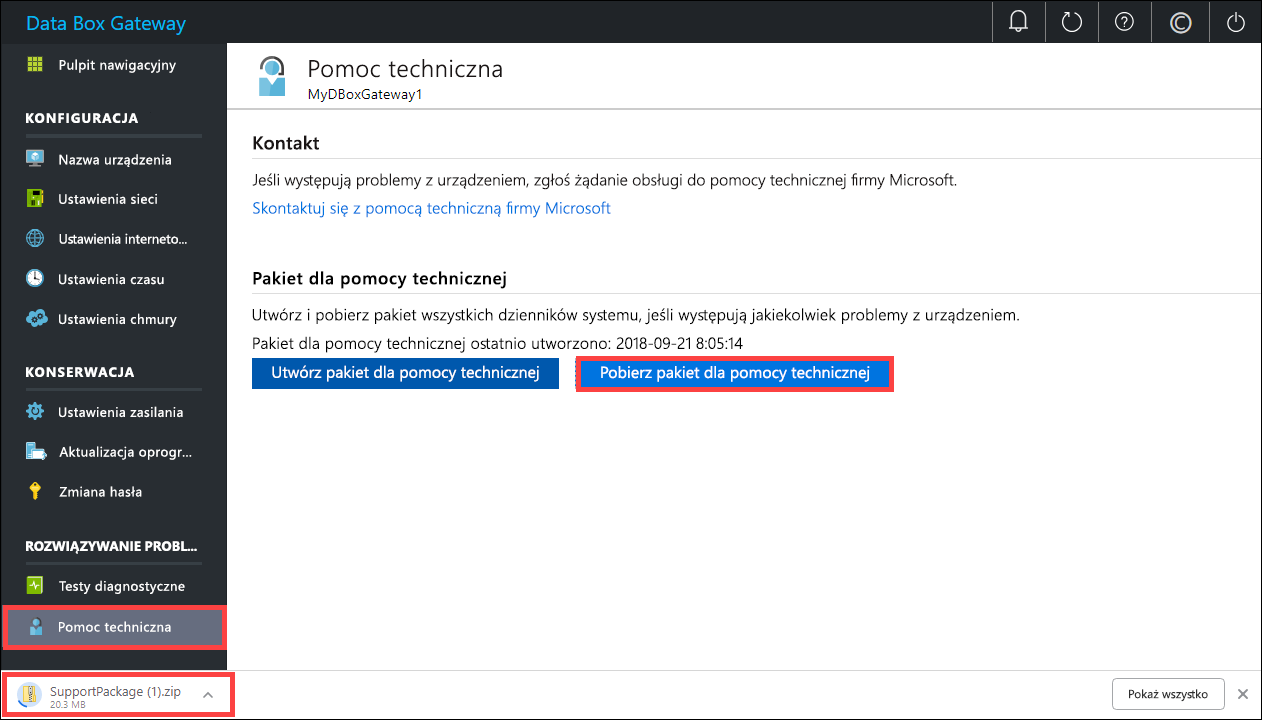 Data Box Gateway
Pulpit nawigacyjny
KONFIGURACJA
Nazwa urządzenia
Ustawienia sieci
Ustawienia interneto...
Ustawienia czasu
Ustawienia chmury
KONSERWACJA
Ustawienia zasilania
Aktualizacja oprogr...
Zmiana hasła
ROZWIĄZYWANIE PROBL...
Testy diagnostyczne
Pomoc techniczna
Pomoc techniczna
MyDBoxGateway1
Kontakt
Jeśli występują problemy z urządzeniem, zgłoś żądanie obsługi do pomocy technicznej firmy Microsoft.
Skontaktuj się z pomocą techniczną firmy Microsoft
Pakiet dla pomocy technicznej
Utwórz i pobierz pakiet wszystkich dzienników systemu, jeśli występują jakiekolwiek problemy z urządzeniem.
Pakiet dla pomocy technicznej ostatnio utworzono: 2018-09-21 8:05:14
Utwórz pakiet dla pomocy technicznej
Pobierz pakiet dla pomocy technicznej
SupportPackage (1).zip
20.3 MB
Pokaż wszystko